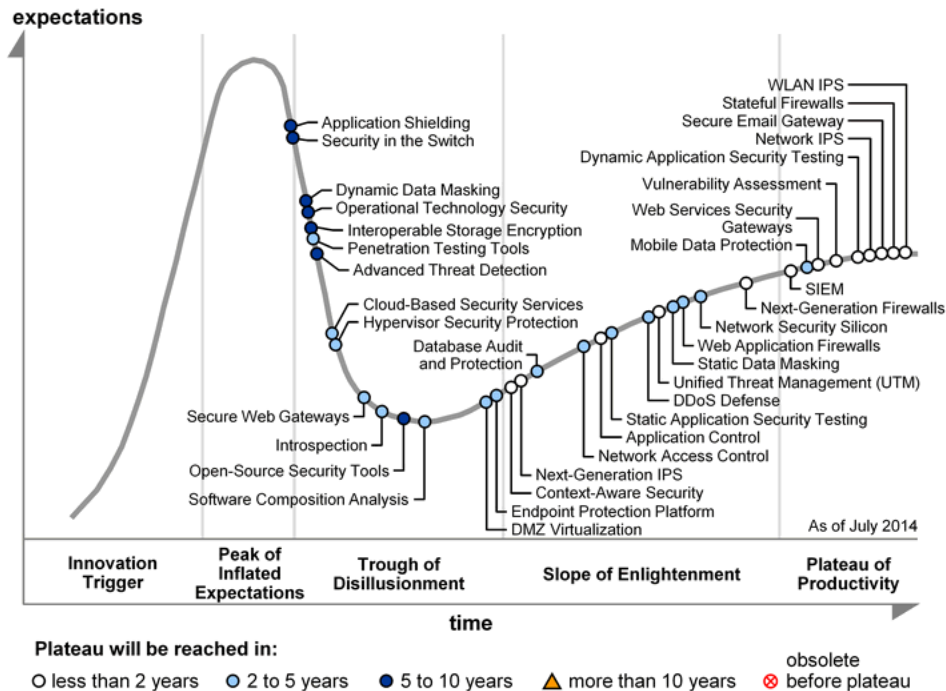 expectations
WLAN IPS
Stateful Firewalls
Secure Email Gateway
Network IPS
Dynamic Application Security Testing
Vulnerability Assessment
Web Services Security
Gateways
Mobile Data Protection
Application Shielding
Security in the Switch
Dynamic Data Masking
Operational Technology Security
Interoperable Storage Encryption
Penetration Testing Tools
Advanced Threat Detection
Cloud-Based Security Services
Hypervisor Security Protection
Database Audit
and Protection
SIEM
Next-Generation Firewalls
Network Security Silicon
Web Application Firewalls
Static Data Masking
Unified Threat Management (UTM)
DDoS Defense
Static Application Security Testing
Application Control
Network Access Control
Next-Generation IPS
Context-Aware Security
Endpoint Protection Platform
DMZ Virtualization
Secure Web Gateways
Introspection
Open-Source Security Tools
Software Composition Analysis
As of July 2014
Innovation
Trigger
Peak of
Inflated
Expectations
Trough of
Disillusionment
Slope of Enlightenment
Plateau of
Productivity
time
Plateau will be reached in:
less than 2 years
2 to 5 years
5 to 10 years
more than 10 years
obsolete
before plateau